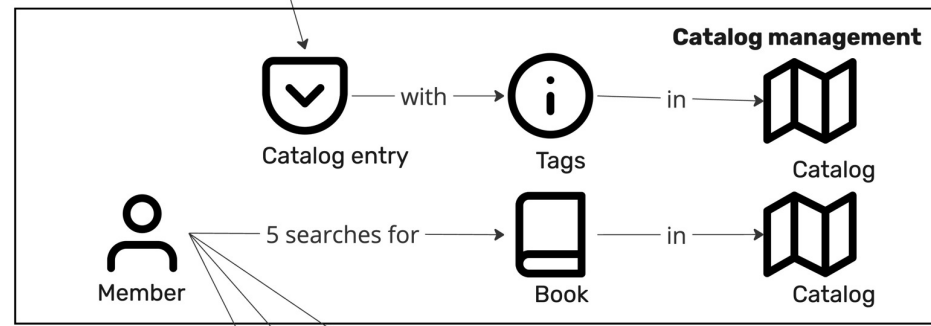 Catalog management
with
in
Catalog entry
Tags
Catalog
5 searches for
in
Member
Book
Catalog